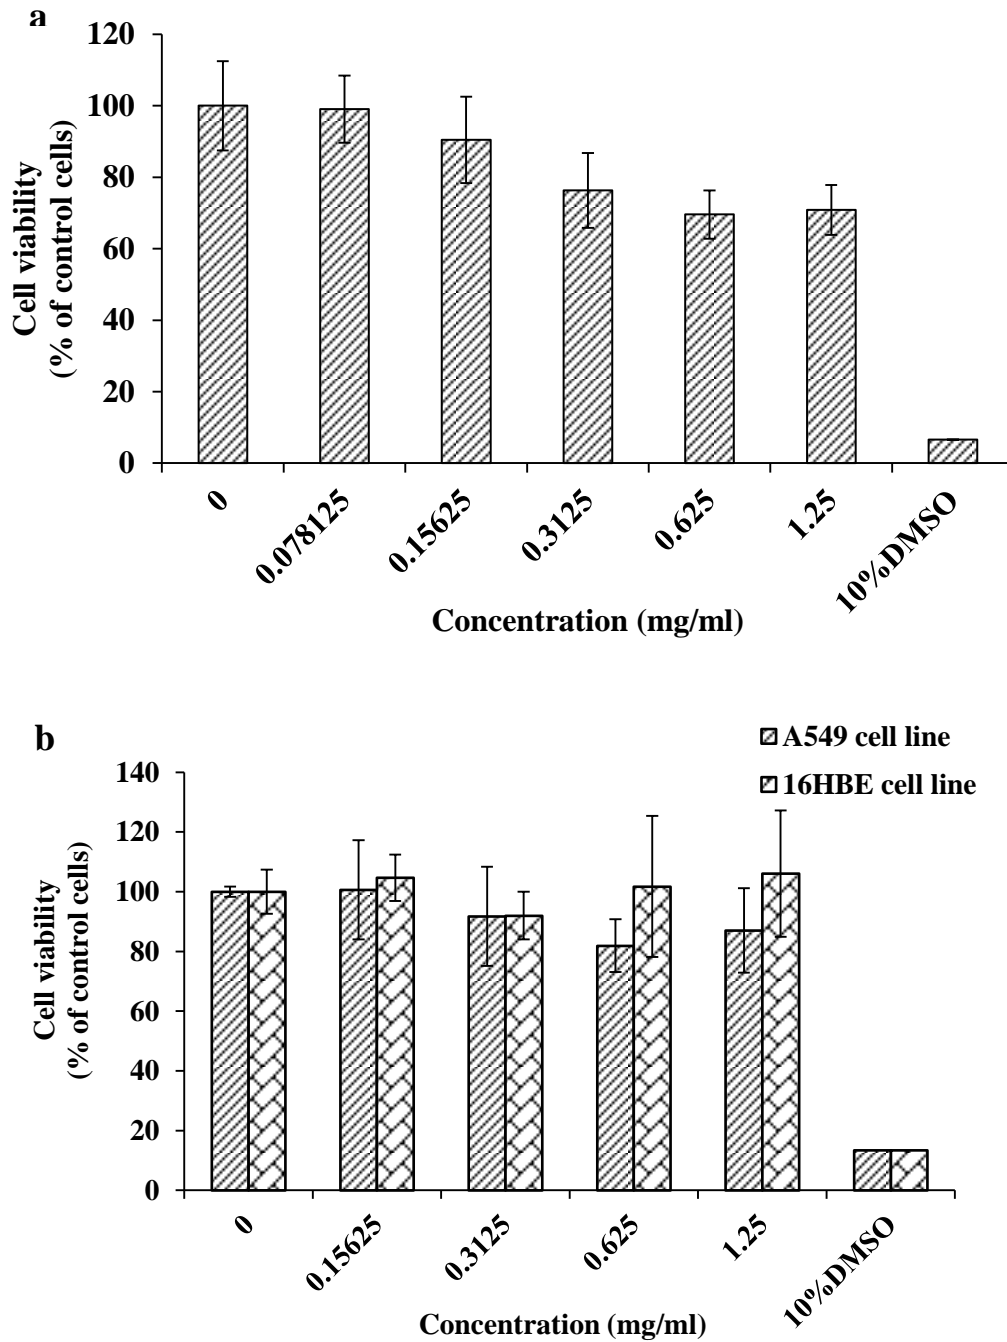 a
120
100
80
60
40
20
0
Cell viability
(% of control cells)
0
0.078125
0.15625
0.3125
0.625
1.25
10%DMSO
Concentration (mg/ml)
b
A549 cell line
16HBE cell line
140
120
100
80
60
40
20
0
Cell viability
(% of control cells)
0
0.15625
0.3125
0.625
1.25
10%DMSO
Concentration (mg/ml)